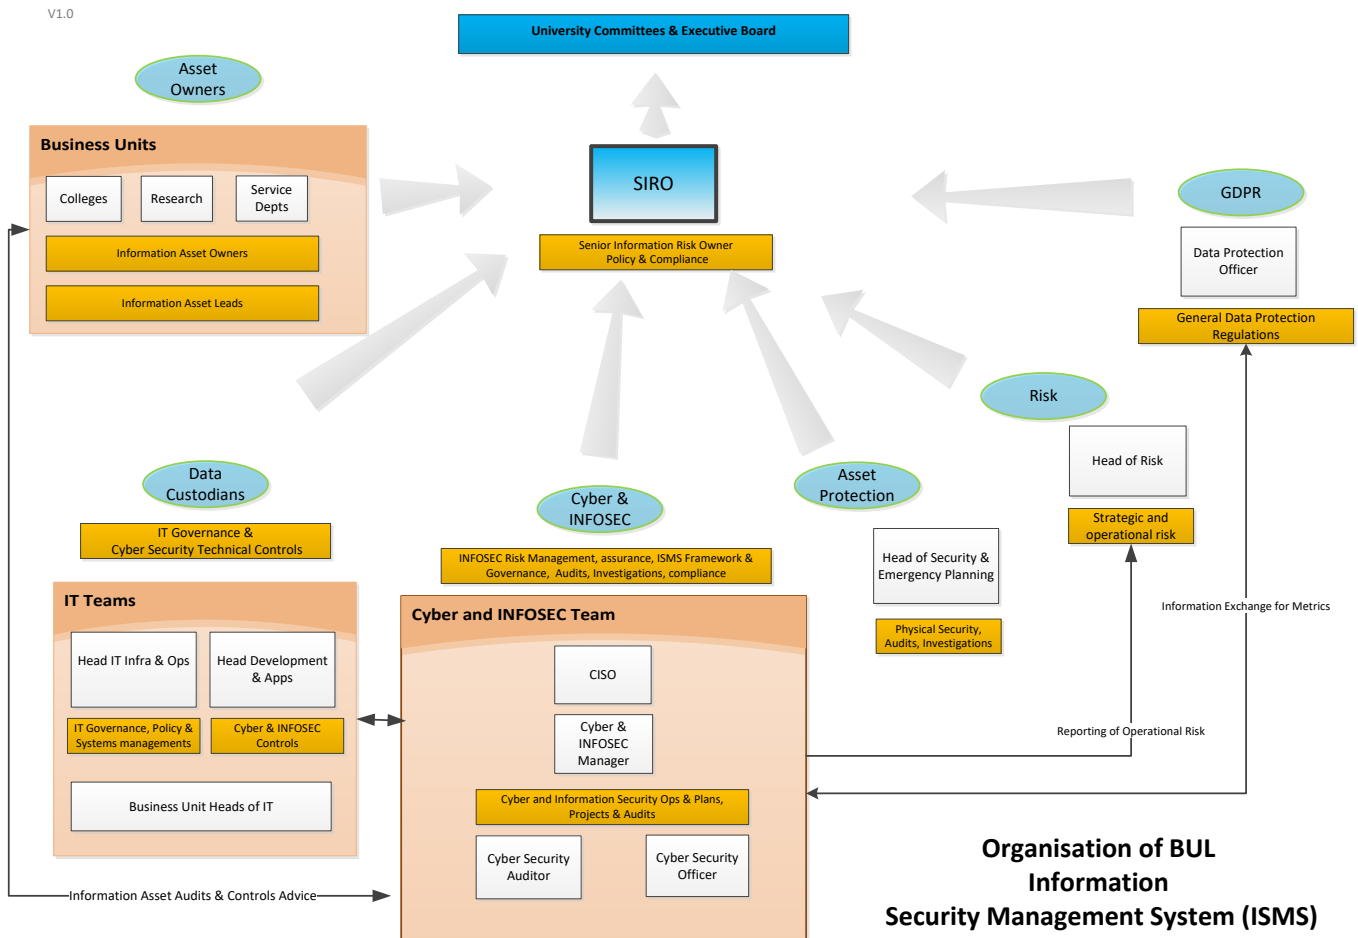 V1.0
University Committees & Executive Board
Asset
Owners
Business Units
Colleges
Research
Service
Depts
Information Asset Owners
Information Asset Leads
SIRO
Senior Information Risk Owner
Policy & Compliance
GDPR
Data Protection
Officer
General Data Protection
Regulations
Risk
Head of Risk
Strategic and
operational risk
Data
Custodians
IT Governance &
Cyber Security Technical Controls
Cyber &
INFOSEC
INFOSEC Risk Management, assurance, ISMS Framework &
Governance, Audits, Investigations, compliance
Asset
Protection
Head of Security &
Emergency Planning
Physical Security,
Audits, Investigations
Information Exchange for Metrics
IT Teams
Head IT Infra & Ops
Head Development
& Apps
IT Governance, Policy &
Systems managements
Cyber & INFOSEC
Controls
Business Unit Heads of IT
Cyber and INFOSEC Team
CISO
Cyber &
INFOSEC
Manager
Cyber and Information Security Ops & Plans,
Projects & Audits
Cyber Security
Auditor
Cyber Security
Officer
Reporting of Operational Risk
Information Asset Audits & Controls Advice
Organisation of BUL
Information
Security Management System (ISMS)